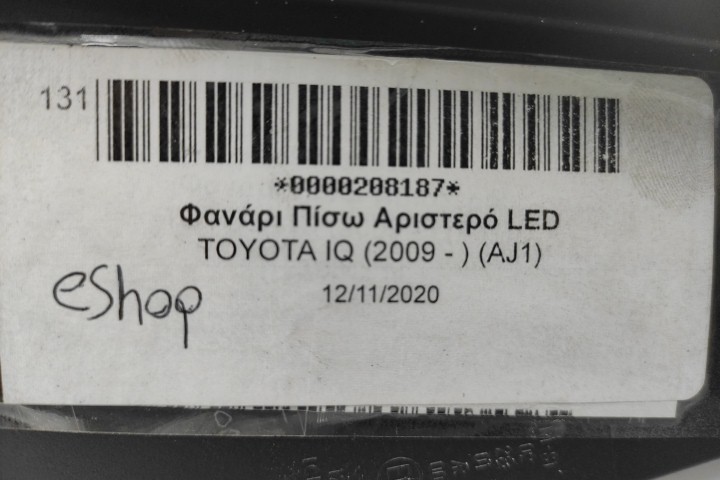 131
*0000208187*
Φανάρι Πίσω Αριστερό LED
TOYOTA IQ (2009 - ) (AJ1)
12/11/2020
eShop